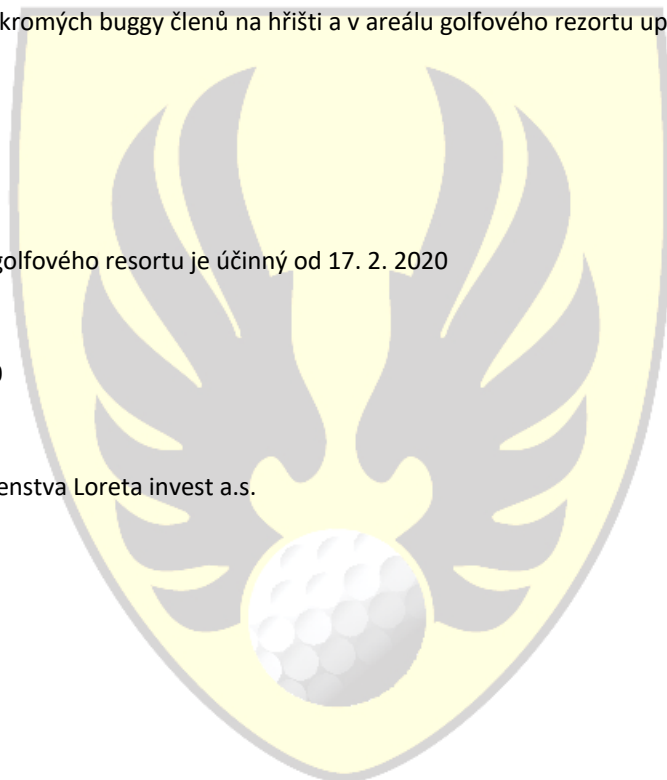 kromých buggy členů na hřišti a v areálu golfového rezortu up
golfového resortu je účinný od 17. 2. 2020
enstva Loreta invest a.s.